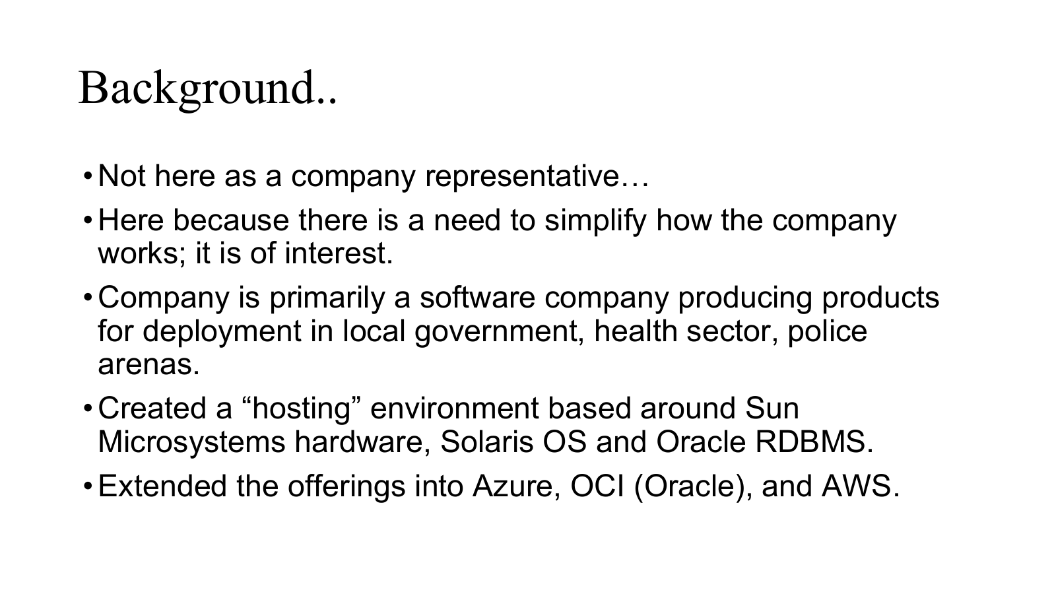 Background..
•Not here as a company representative…
•Here because there is a need to simplify how the company
works; it is of interest.
•Company is primarily a software company producing products
for deployment in local government, health sector, police
arenas.
•Created a “hosting” environment based around Sun
Microsystems hardware, Solaris OS and Oracle RDBMS.
•Extended the offerings into Azure, OCI (Oracle), and AWS.